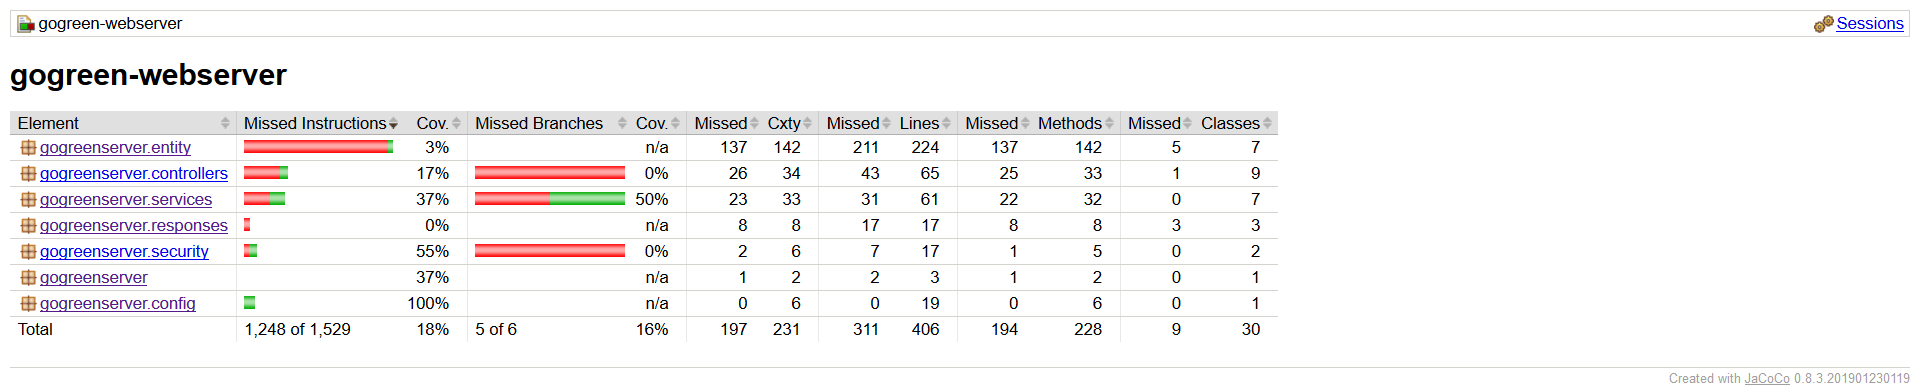 gogreen-webserver Sessions
gogreen-webserver
Element Missed Instructions Cov. Missed Branches Cov. Missed Cxty Missed Lines Missed Methods Missed Classes
gogreenserver.entity 3% n/a 137 142 211 224 137 142 5 7
gogreenserver.controllers 17% 0% 26 34 43 65 25 33 1 9
gogreenserver.services 37% 50% 23 33 31 61 22 32 0 7
gogreenserver.responses 0% n/a 8 8 17 17 8 8 3 3
gogreenserver.security 55% 0% 2 6 7 17 1 5 0 2
gogreenserver 37% n/a 1 2 2 3 1 2 0 1
gogreenserver.config 100% n/a 0 6 0 19 0 6 0 1
Total 1,248 of 1,529 18% 5 of 6 16% 197 231 311 406 194 228 9 30
Created with JaCoCo 0.8.3.201901230119